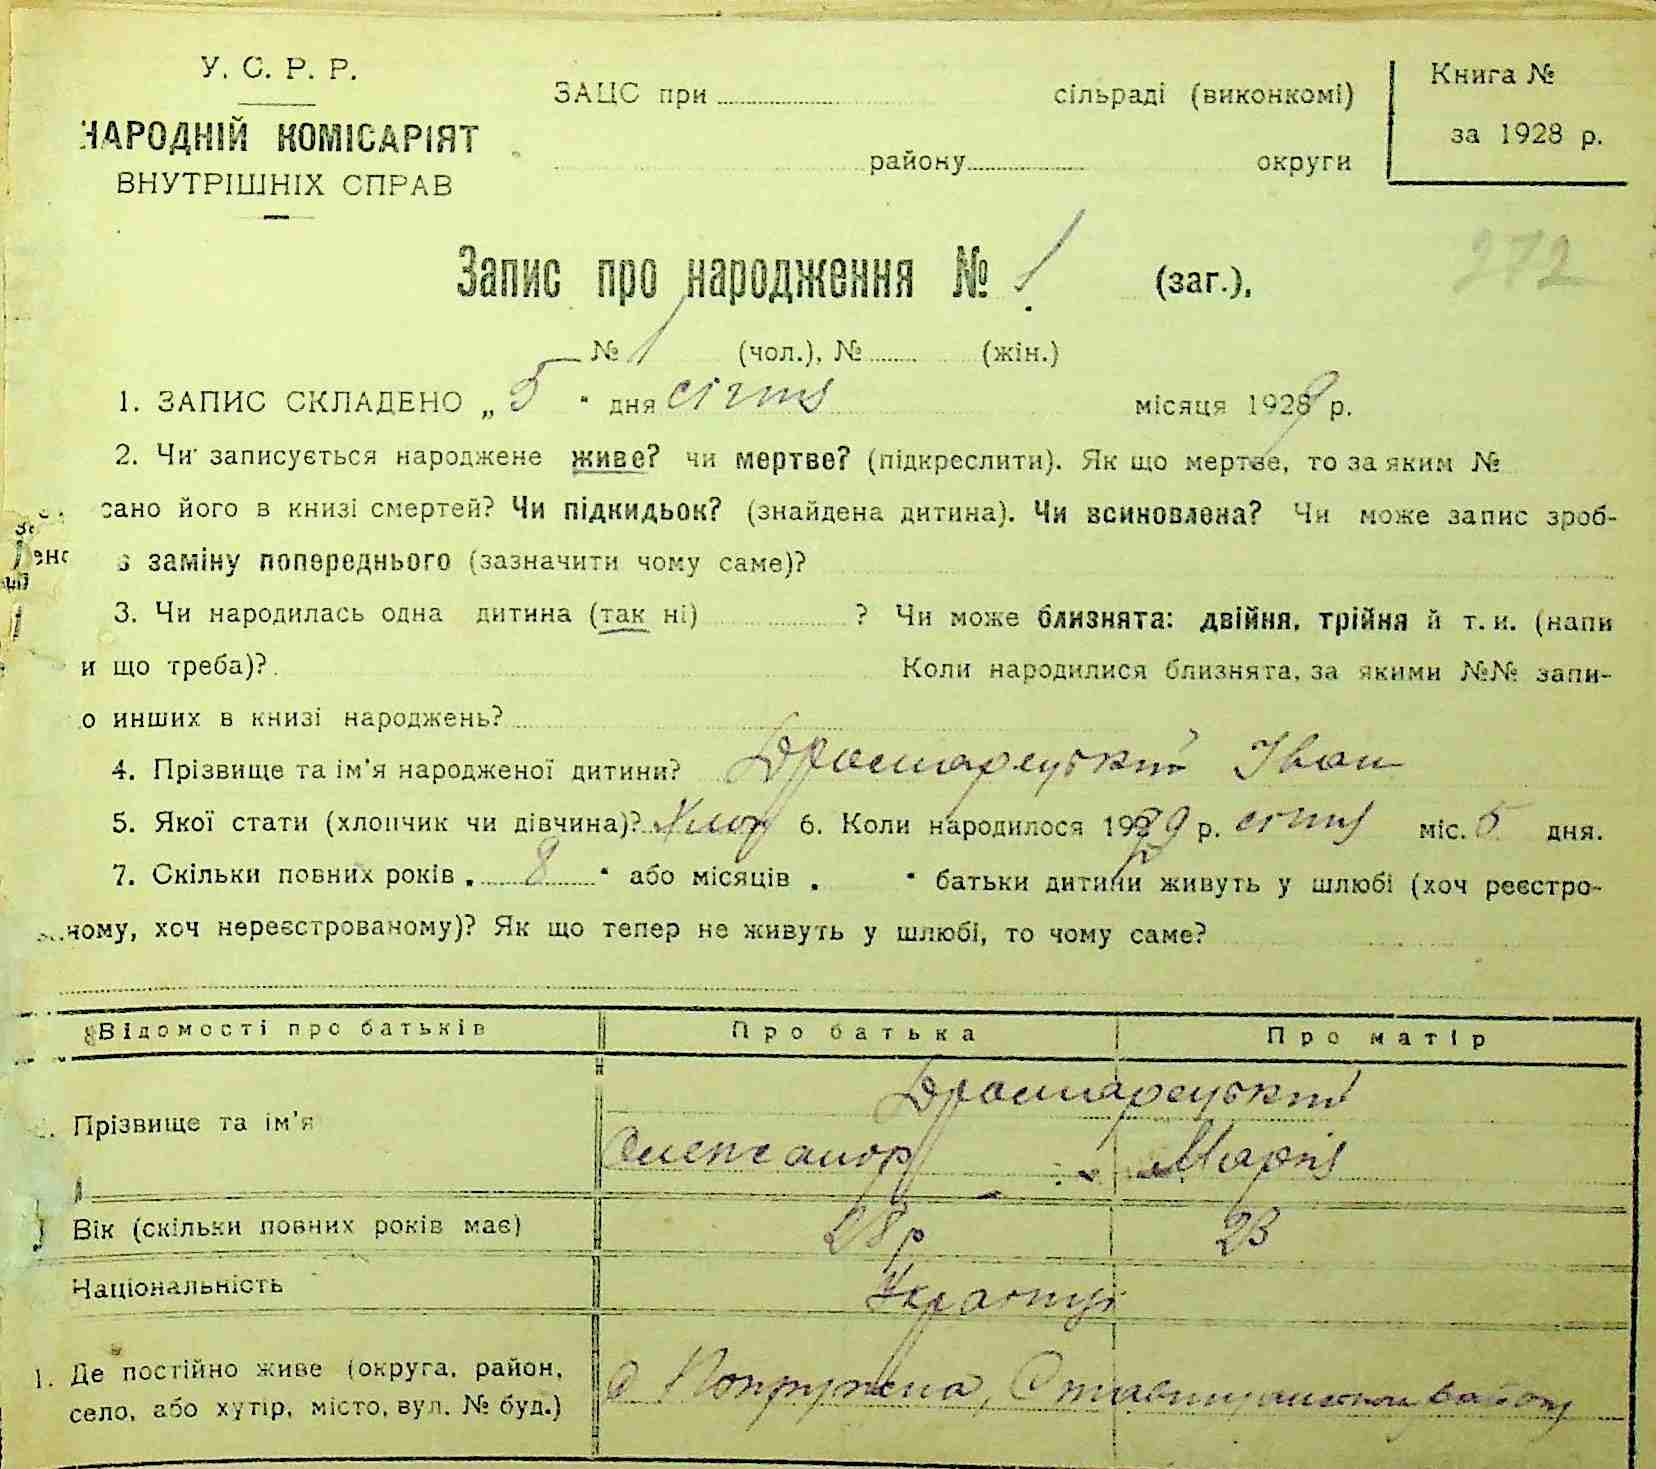 У. С. Р. Р.
НАРОДНІЙ КОМІСАРІЯТ
ВНУТРІШНІХ СПРАВ
ЗАЦС при сільраді (виконкомі)
району округи
Книга №
за 1928 р.
272
Запис про народження № 1 (заг.),
№ 1 (чол.), № (жін.)
1. ЗАПИС СКЛАДЕНО „ 5 “ дня січня місяця 1929 р.
2. Чи записується народжене живе? чи мертве? (підкреслити). Як що мертве, то за яким №
сано його в книзі смертей? Чи підкидьок? (знайдена дитина). Чи всиновлена? Чи може запис зроб-
в заміну попереднього (зазначити чому саме)?
3. Чи народилась одна дитина (так ні) ? Чи може близнята: двійня, трійня й т. и. (напи
и що треба)? Коли народилися близнята, за якими №№ запи-
о инших в книзі народжень?
4. Прізвище та ім'я народженої дитини? Іван
5. Якої стати (хлопчик чи дівчина)? Хлоп 6. Коли народилося 1929 р. січня міс. 5 дня.
7. Скільки повних років „ 8 “ або місяців „ “ батьки дитини живуть у шлюбі (хоч реєстро-
ному, хоч нереєстрованому)? Як що тепер не живуть у шлюбі, то чому саме?
Відомості про батьків Про батька Про матір
Прізвище та ім'я
Олександр Марія
Вік (скільки повних років має) 28 р 23
Національність Українці
1. Де постійно живе (округа, район,
село, або хутір, місто, вул. № буд.) с. Попружна, району